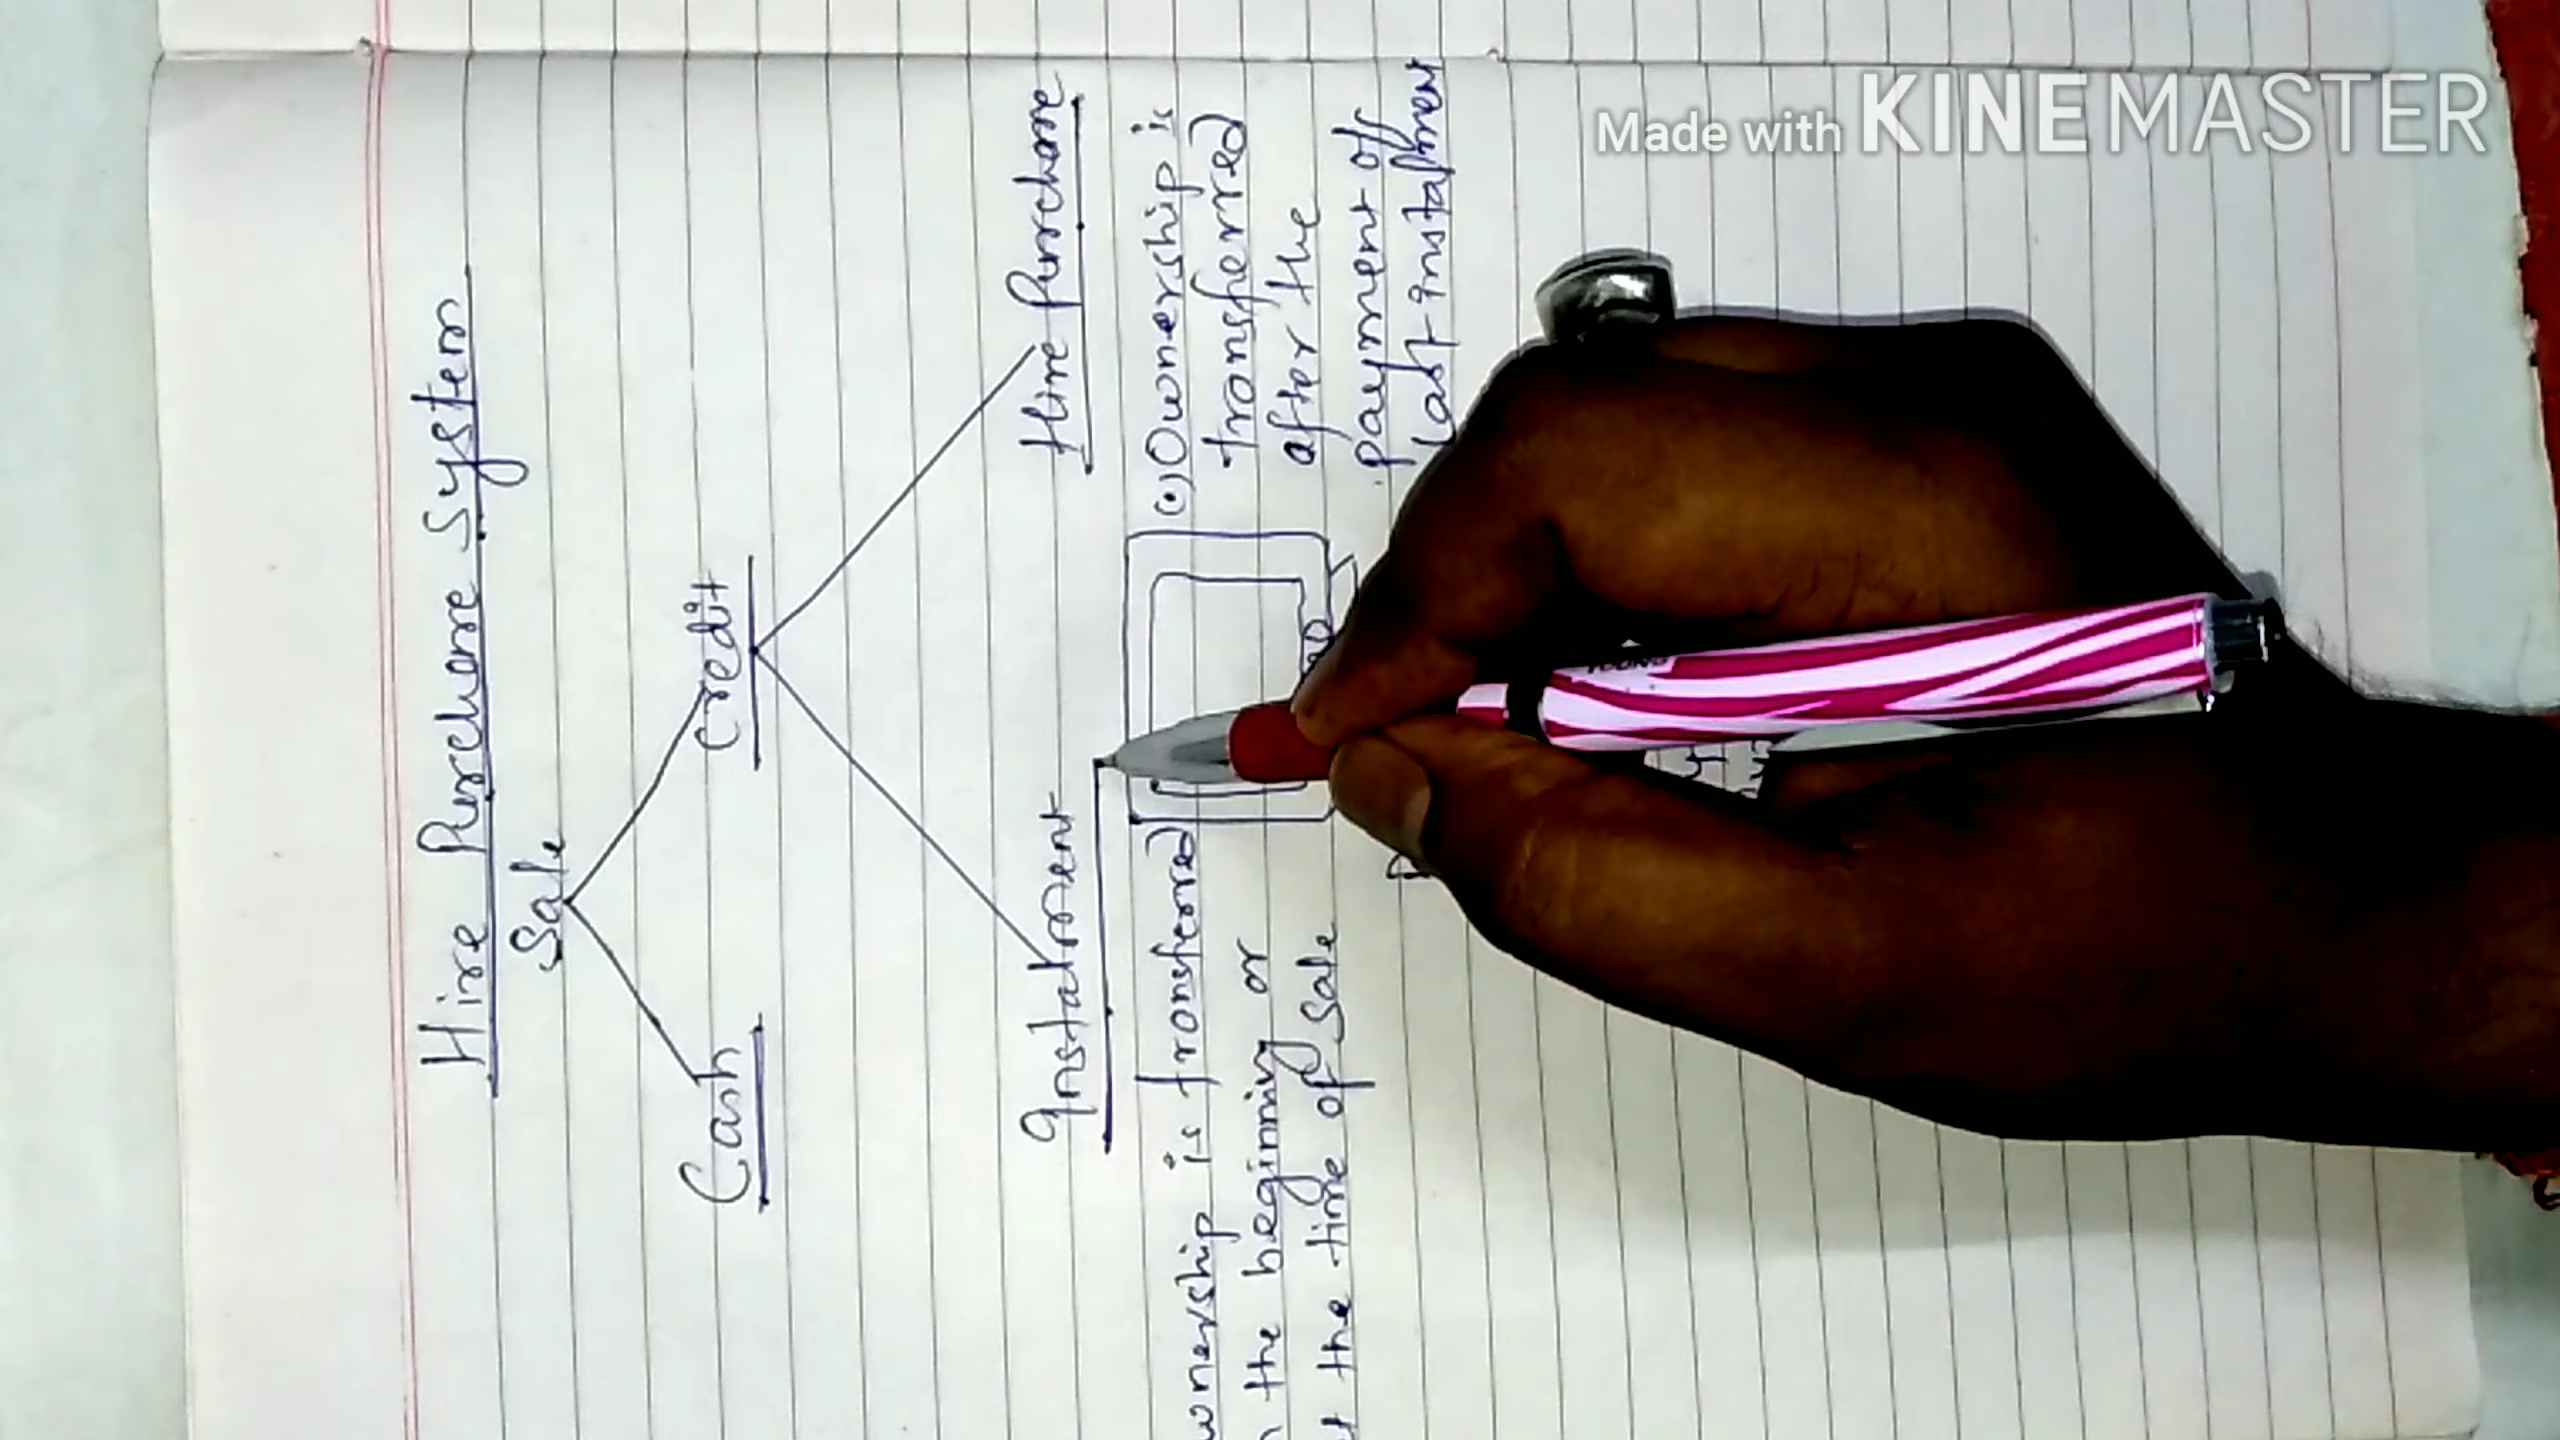 Made with KINEMASTER
Hire Purchase System
Sale
Cash Credit
Instalment Hire Purchase
wnership is transferred
the beginning or
the time of sale
(1) Ownership is
transferred
after the
payment of
last instalment